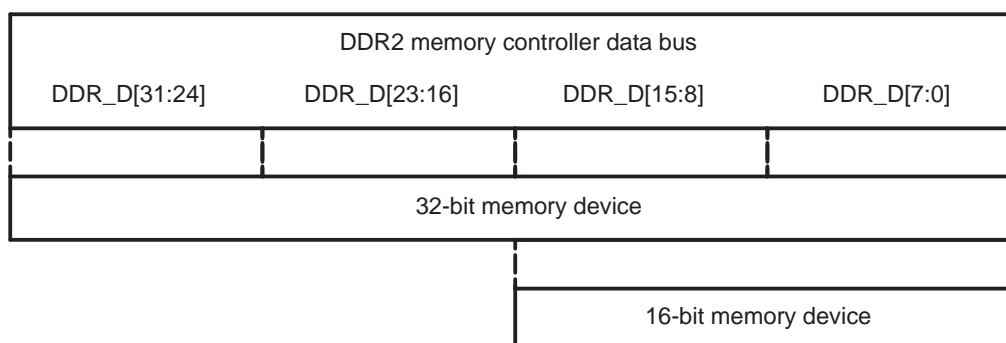 DDR2 memory controller data bus
DDR_D[31:24] DDR_D[23:16] DDR_D[15:8] DDR_D[7:0]
32-bit memory device
16-bit memory device